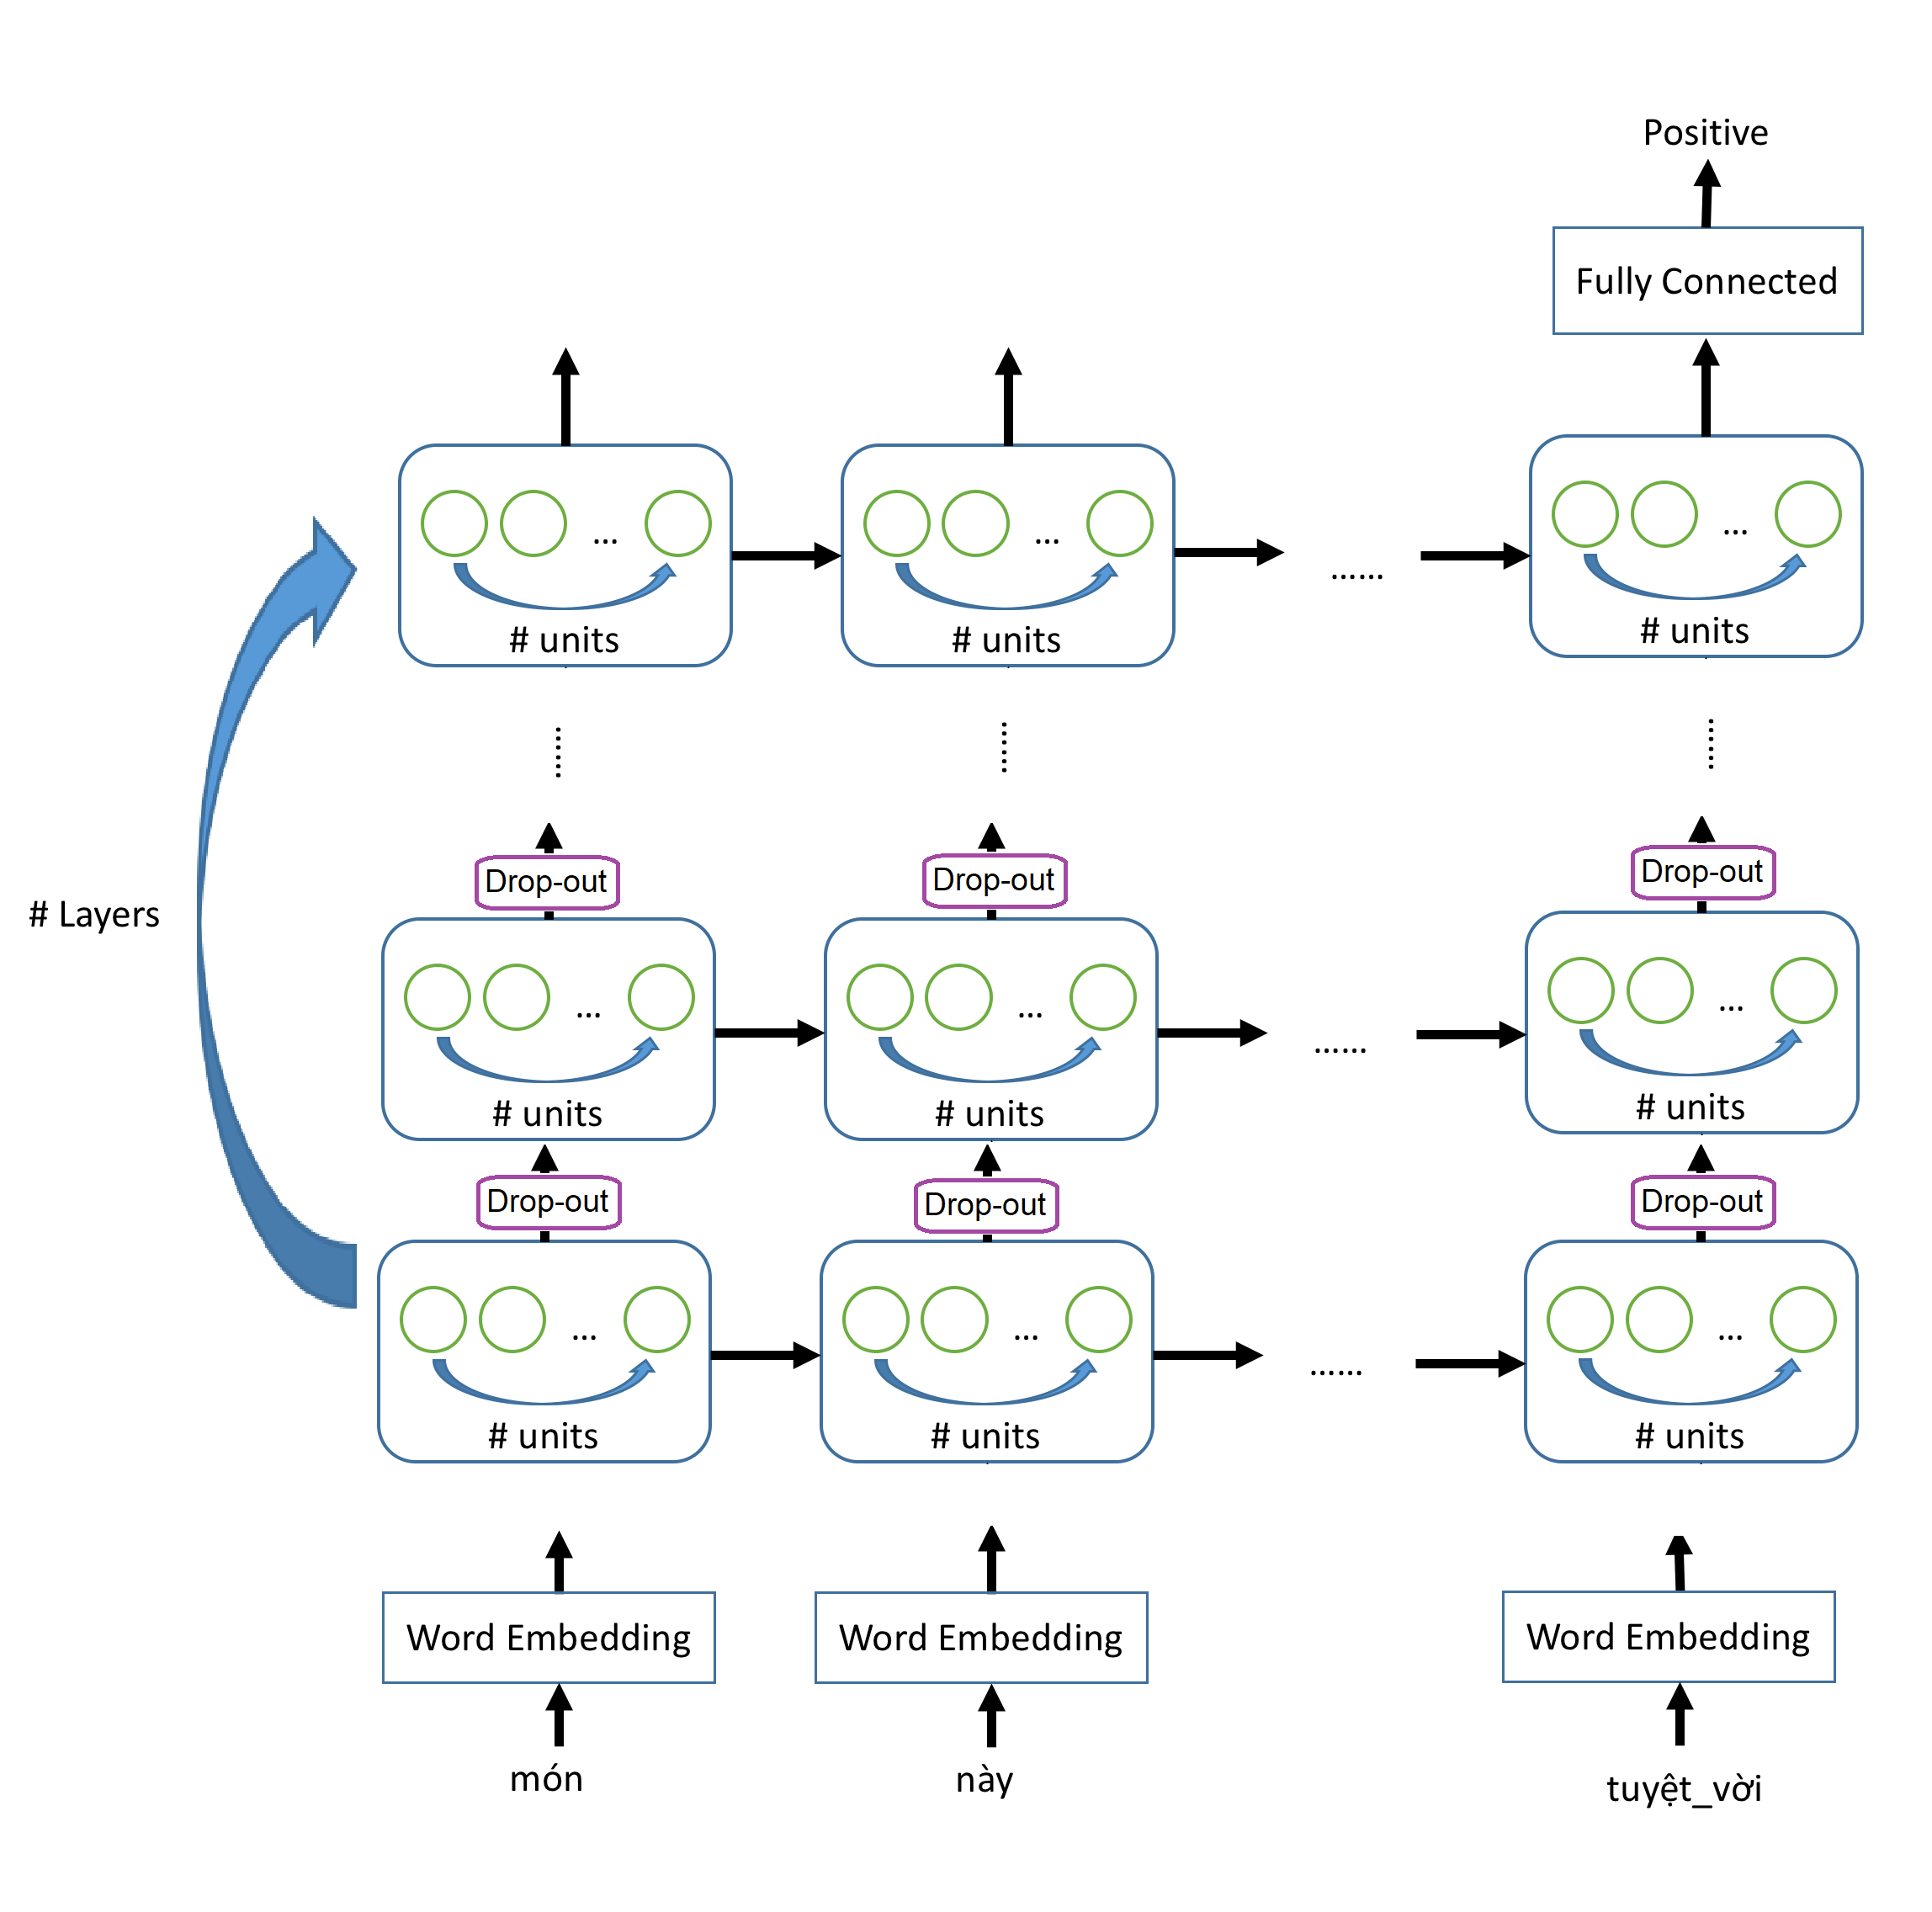 Positive
Fully Connected
... ... ...
# units # units ...... # units
...... ...... ......
Drop-out Drop-out Drop-out
# Layers
... ... ...
# units # units ...... # units
Drop-out Drop-out Drop-out
... ... ...
# units # units ...... # units
Word Embedding Word Embedding Word Embedding
món này tuyệt_vời